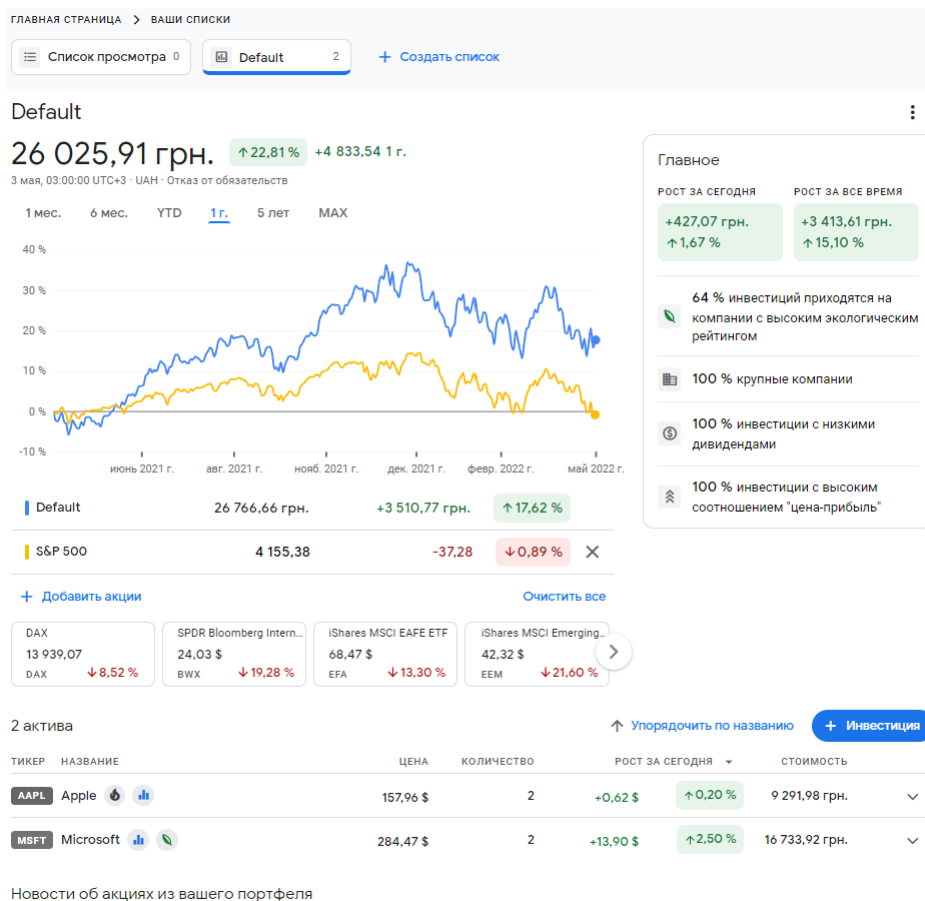 ГЛАВНАЯ СТРАНИЦА > ВАШИ СПИСКИ
Список просмотра 0
Default 2
+ Создать список
Default
26 025,91 грн. ↑22,81 % +4 833,54 1 г.
3 мая, 03:00:00 UTC+3 · UAH · Отказ от обязательств
1 мес. 6 мес. YTD 1 г. 5 лет MAX
40 %
30 %
20 %
10 %
0 %
-10 %
июнь 2021 г. авг. 2021 г. нояб. 2021 г. дек. 2021 г. февр. 2022 г. май 2022 г.
Default 26 766,66 грн. +3 510,77 грн. ↑17,62 %
S&P 500 4 155,38 -37,28 ↓0,89 %
+ Добавить акции Очистить все
DAX
13 939,07
DAX ↓8,52 %
SPDR Bloomberg Intern...
24,03 $
BWX ↓19,28 %
iShares MSCI EAFE ETF
68,47 $
EFA ↓13,30 %
iShares MSCI Emerging...
42,32 $
EEM ↓21,60 %
Главное
РОСТ ЗА СЕГОДНЯ
+427,07 грн.
↑1,67 %
РОСТ ЗА ВСЕ ВРЕМЯ
+3 413,61 грн.
↑15,10 %
64 % инвестиций приходятся на
компании с высоким экологическим
рейтингом
100 % крупные компании
100 % инвестиции с низкими
дивидендами
100 % инвестиции с высоким
соотношением "цена-прибыль"
2 актива
↑ Упорядочить по названию
+ Инвестиция
ТИКЕР НАЗВАНИЕ ЦЕНА КОЛИЧЕСТВО РОСТ ЗА СЕГОДНЯ СТОИМОСТЬ
AAPL Apple 157,96 $ 2 +0,62 $ ↑0,20 % 9 291,98 грн.
MSFT Microsoft 284,47 $ 2 +13,90 $ ↑2,50 % 16 733,92 грн.
Новости об акциях из вашего портфеля